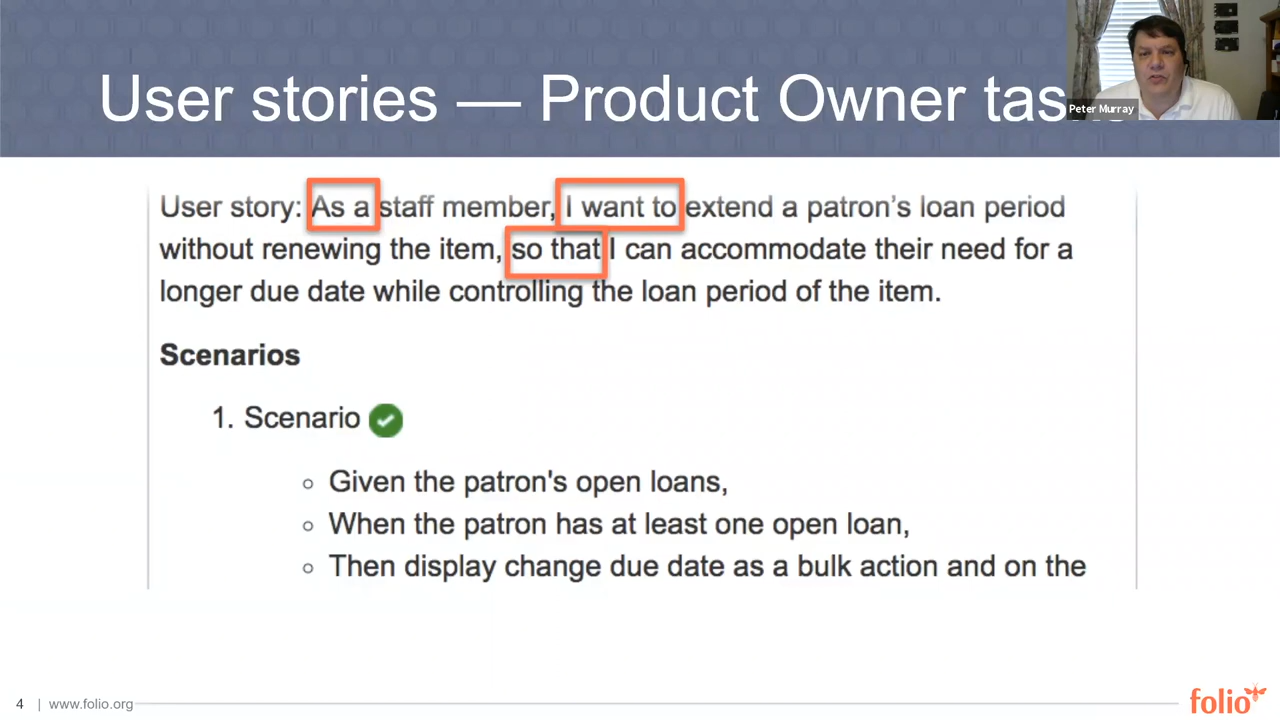 User stories — Product Owner
Peter Murray
User story: As a staff member, I want to extend a patron's loan period
without renewing the item, so that I can accommodate their need for a
longer due date while controlling the loan period of the item.
Scenarios
1. Scenario
Given the patron's open loans,
When the patron has at least one open loan,
Then display change due date as a bulk action and on the
4 | www.folio.org
folio